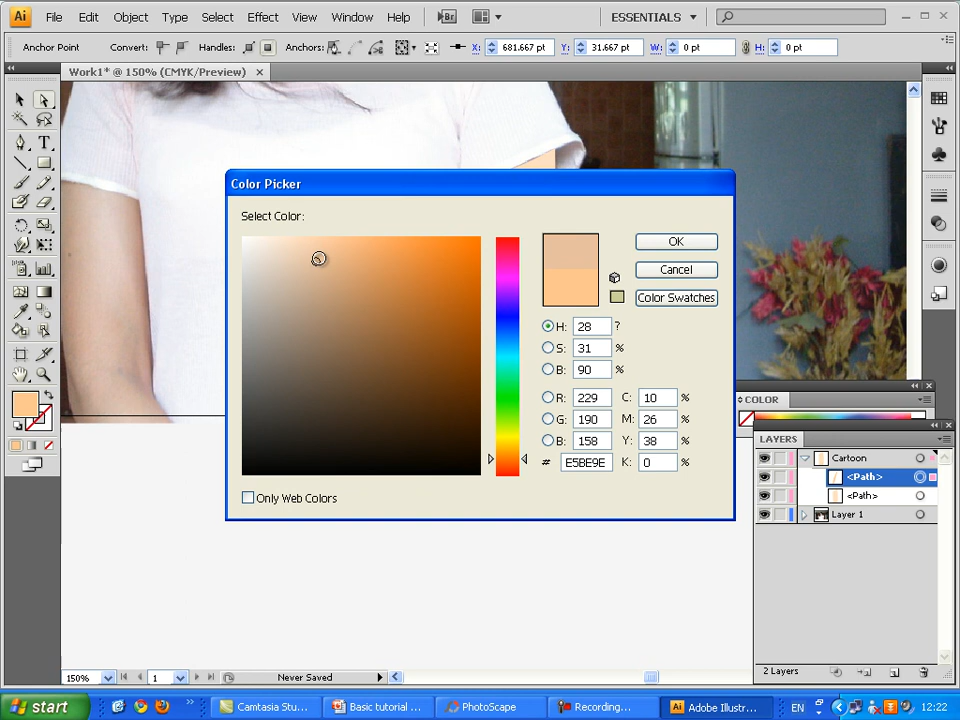 Ai File Edit Object Type Select Effect View Window Help Br ESSENTIALS
Anchor Point Convert: Handles: Anchors: X: 681.667 pt Y: 31.667 pt W: 0 pt H: 0 pt
Work1* @ 150% (CMYK/Preview)
Color Picker
Select Color:
OK
Cancel
Color Swatches
H: 28 ?
S: 31 %
B: 90 %
R: 229 C: 10 %
G: 190 M: 26 %
B: 158 Y: 38 %
# E5BE9E K: 0 %
Only Web Colors
COLOR
LAYERS
Cartoon
<Path>
<Path>
Layer 1
2 Layers
150% 1 Never Saved
start Camtasia Stu... Basic tutorial ... PhotoScape Recording... Ai Adobe Illustr... EN 12:22